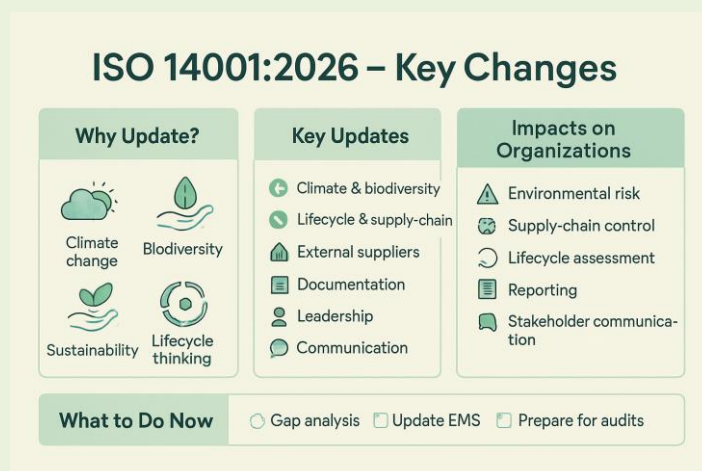 ISO 14001:2026 – Key Changes
Why Update?
Climate
change
Biodiversity
Sustainability
Lifecycle
thinking
Key Updates
Climate & biodiversity
Lifecycle & supply-chain
External suppliers
Documentation
Leadership
Communication
Impacts on
Organizations
Environmental risk
Supply-chain control
Lifecycle assessment
Reporting
Stakeholder communica-
tion
What to Do Now
Gap analysis
Update EMS
Prepare for audits